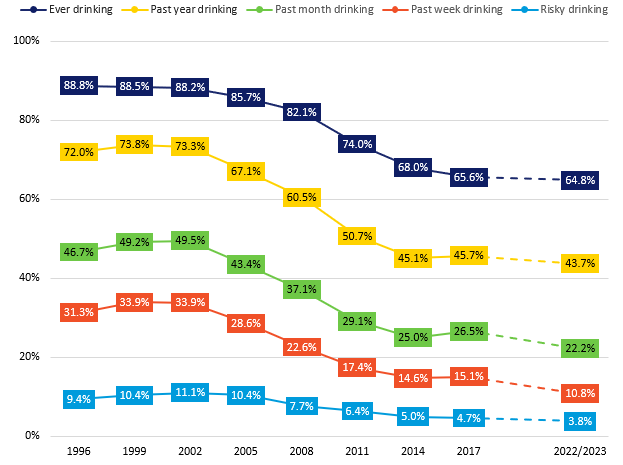 Ever drinking Past year drinking Past month drinking Past week drinking Risky drinking
100%
88.8% 88.5% 88.2% 85.7% 82.1% 74.0% 68.0% 65.6% 64.8%
80%
72.0% 73.8% 73.3% 67.1% 60.5% 50.7% 45.1% 45.7% 43.7%
60%
46.7% 49.2% 49.5% 43.4% 37.1% 29.1% 25.0% 26.5% 22.2%
40%
31.3% 33.9% 33.9% 28.6% 22.6% 17.4% 14.6% 15.1% 10.8%
20%
9.4% 10.4% 11.1% 10.4% 7.7% 6.4% 5.0% 4.7% 3.8%
0%
1996 1999 2002 2005 2008 2011 2014 2017 2022/2023